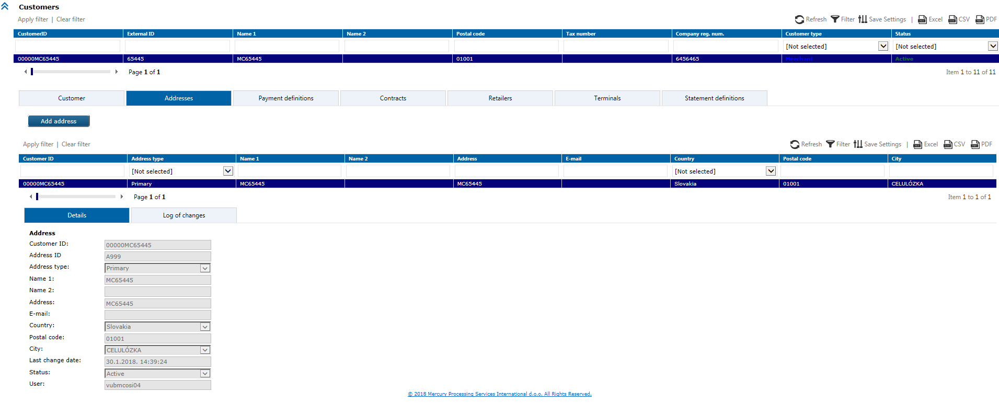 Customers
Apply filter | Clear filter
Refresh Filter Save Settings | Excel CSV PDF
CustomerID External ID Name 1 Name 2 Postal code Tax number Company reg. num. Customer type Status
[Not selected] [Not selected]
00000MC65445 65445 MC65445 01001 6456465 Merchant Active
Page 1 of 1 Item 1 to 11 of 11
Customer Addresses Payment definitions Contracts Retailers Terminals Statement definitions
Add address
Apply filter | Clear filter
Refresh Filter Save Settings | Excel CSV PDF
Customer ID Address type Name 1 Name 2 Address E-mail Country Postal code City
[Not selected] [Not selected]
00000MC65445 Primary MC65445 MC65445 Slovakia 01001 CELULÓZKA
Page 1 of 1 Item 1 to 1 of 1
Details Log of changes
Address
Customer ID: 00000MC65445
Address ID A999
Address type: Primary
Name 1: MC65445
Name 2:
Address: MC65445
E-mail:
Country: Slovakia
Postal code: 01001
City: CELULÓZKA
Last change date: 30.1.2018. 14:39:24
Status: Active
User: vubmcosi04
© 2018 Mercury Processing Services International d.o.o. All Rights Reserved.